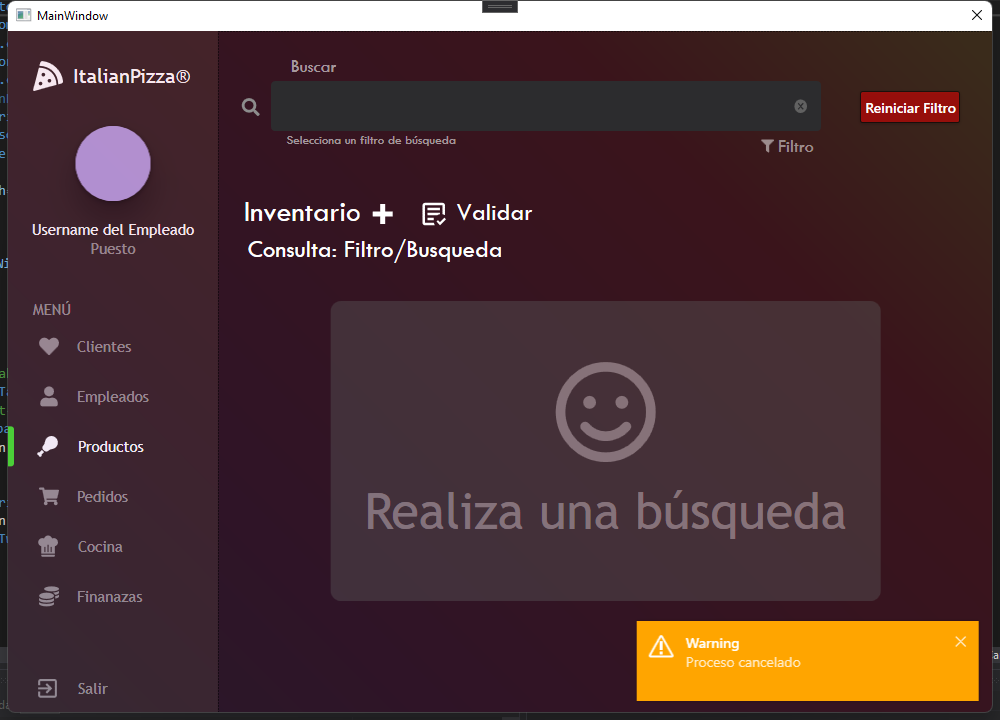 MainWindow
ItalianPizza®
Username del Empleado
Puesto
MENÚ
Clientes
Empleados
Productos
Pedidos
Cocina
Finanazas
Salir
Buscar
Reiniciar Filtro
Selecciona un filtro de búsqueda
Filtro
Inventario
Validar
Consulta: Filtro/Busqueda
Realiza una búsqueda
Warning
Proceso cancelado